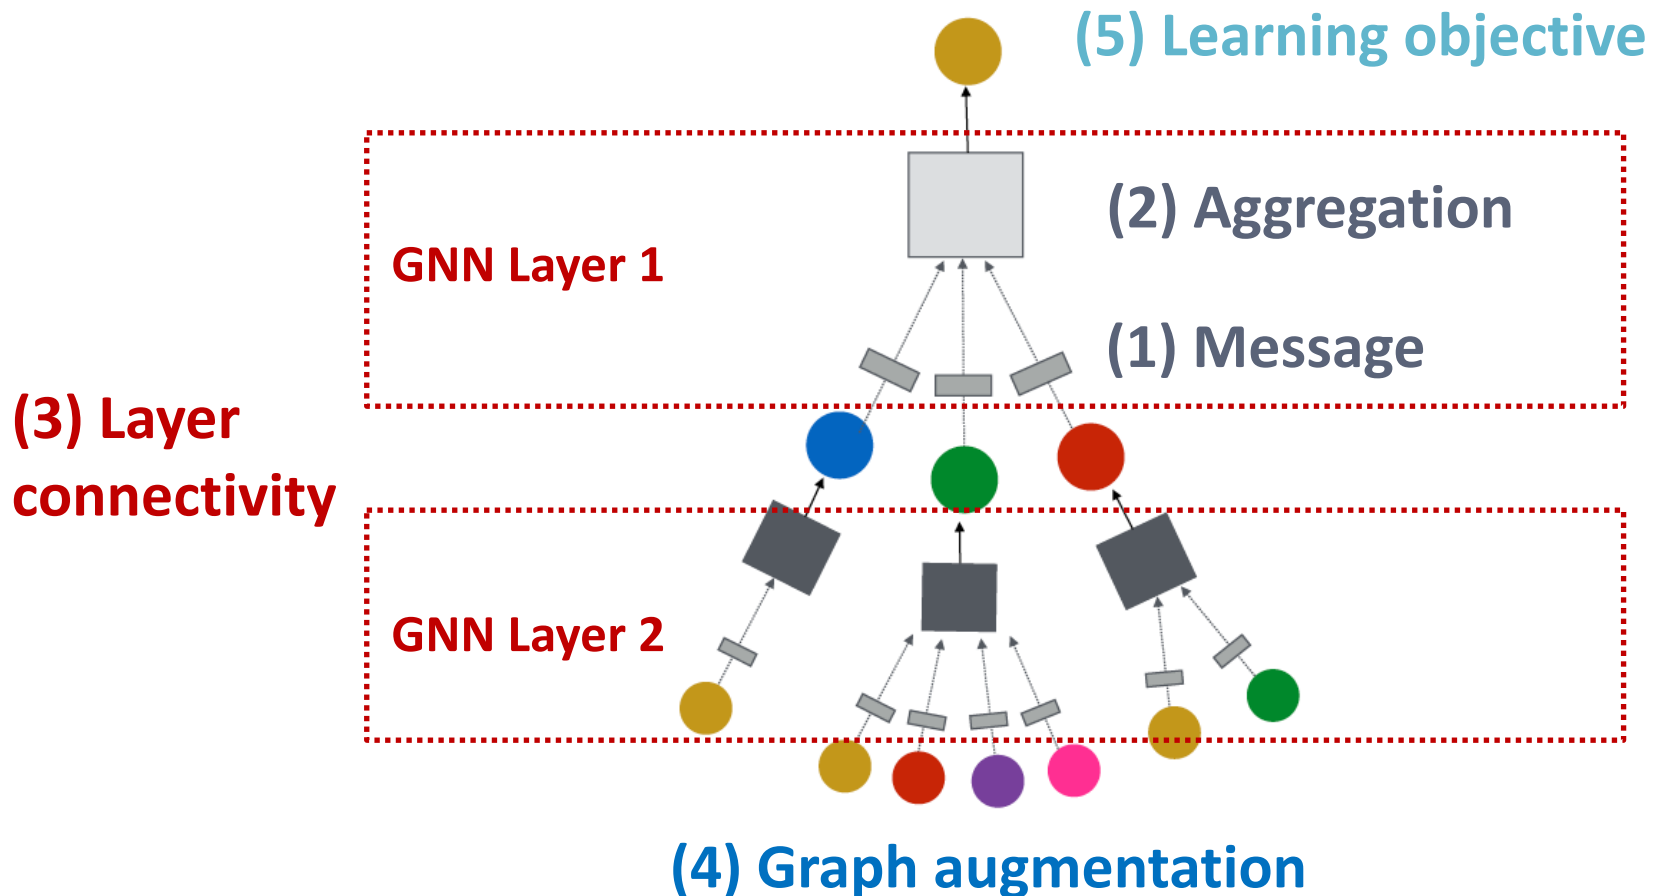 (5) Learning objective
(2) Aggregation
GNN Layer 1
(1) Message
(3) Layer
connectivity
GNN Layer 2
(4) Graph augmentation